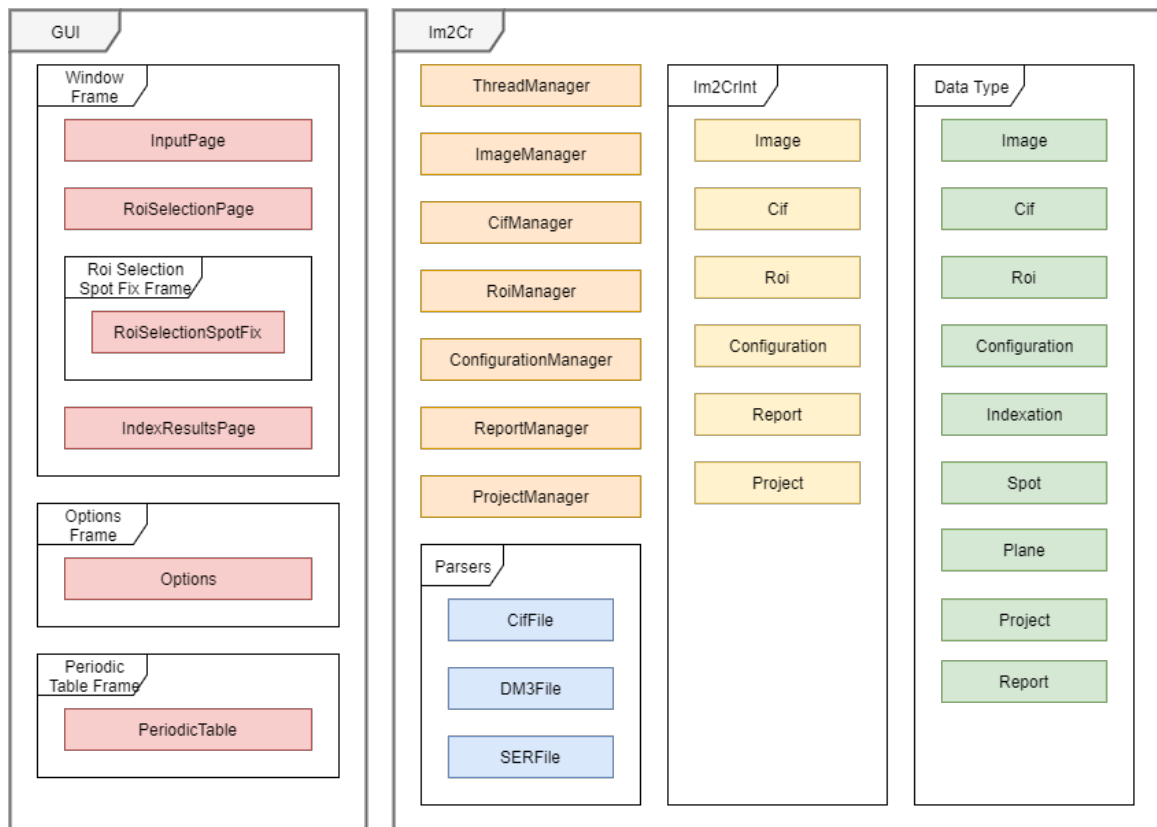 GUI
Window
Frame
InputPage
RoiSelectionPage
Roi Selection
Spot Fix Frame
RoiSelectionSpotFix
IndexResultsPage
Options
Frame
Options
Periodic
Table Frame
PeriodicTable
Im2Cr
ThreadManager
ImageManager
CifManager
RoiManager
ConfigurationManager
ReportManager
ProjectManager
Parsers
CifFile
DM3File
SERFile
Im2CrInt
Image
Cif
Roi
Configuration
Report
Project
Data Type
Image
Cif
Roi
Configuration
Indexation
Spot
Plane
Project
Report